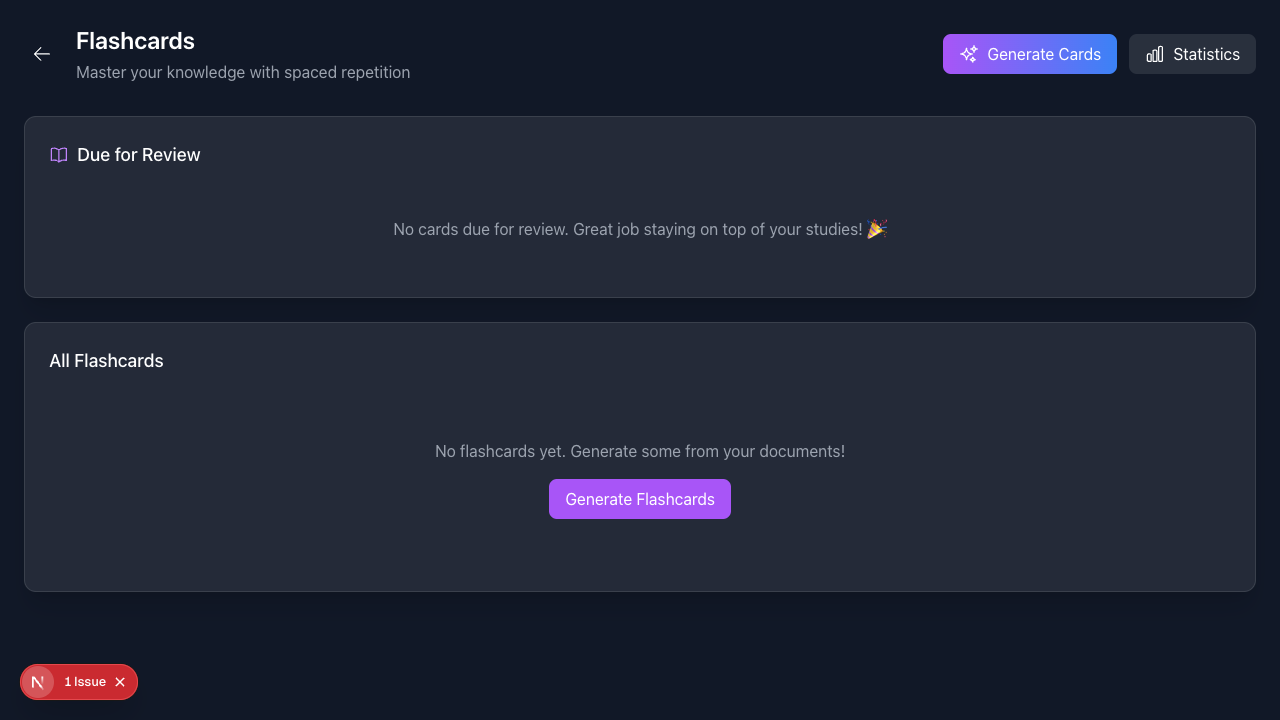 Flashcards
Master your knowledge with spaced repetition
Generate Cards
Statistics
Due for Review
No cards due for review. Great job staying on top of your studies! 🎉
All Flashcards
No flashcards yet. Generate some from your documents!
Generate Flashcards
N
1 Issue